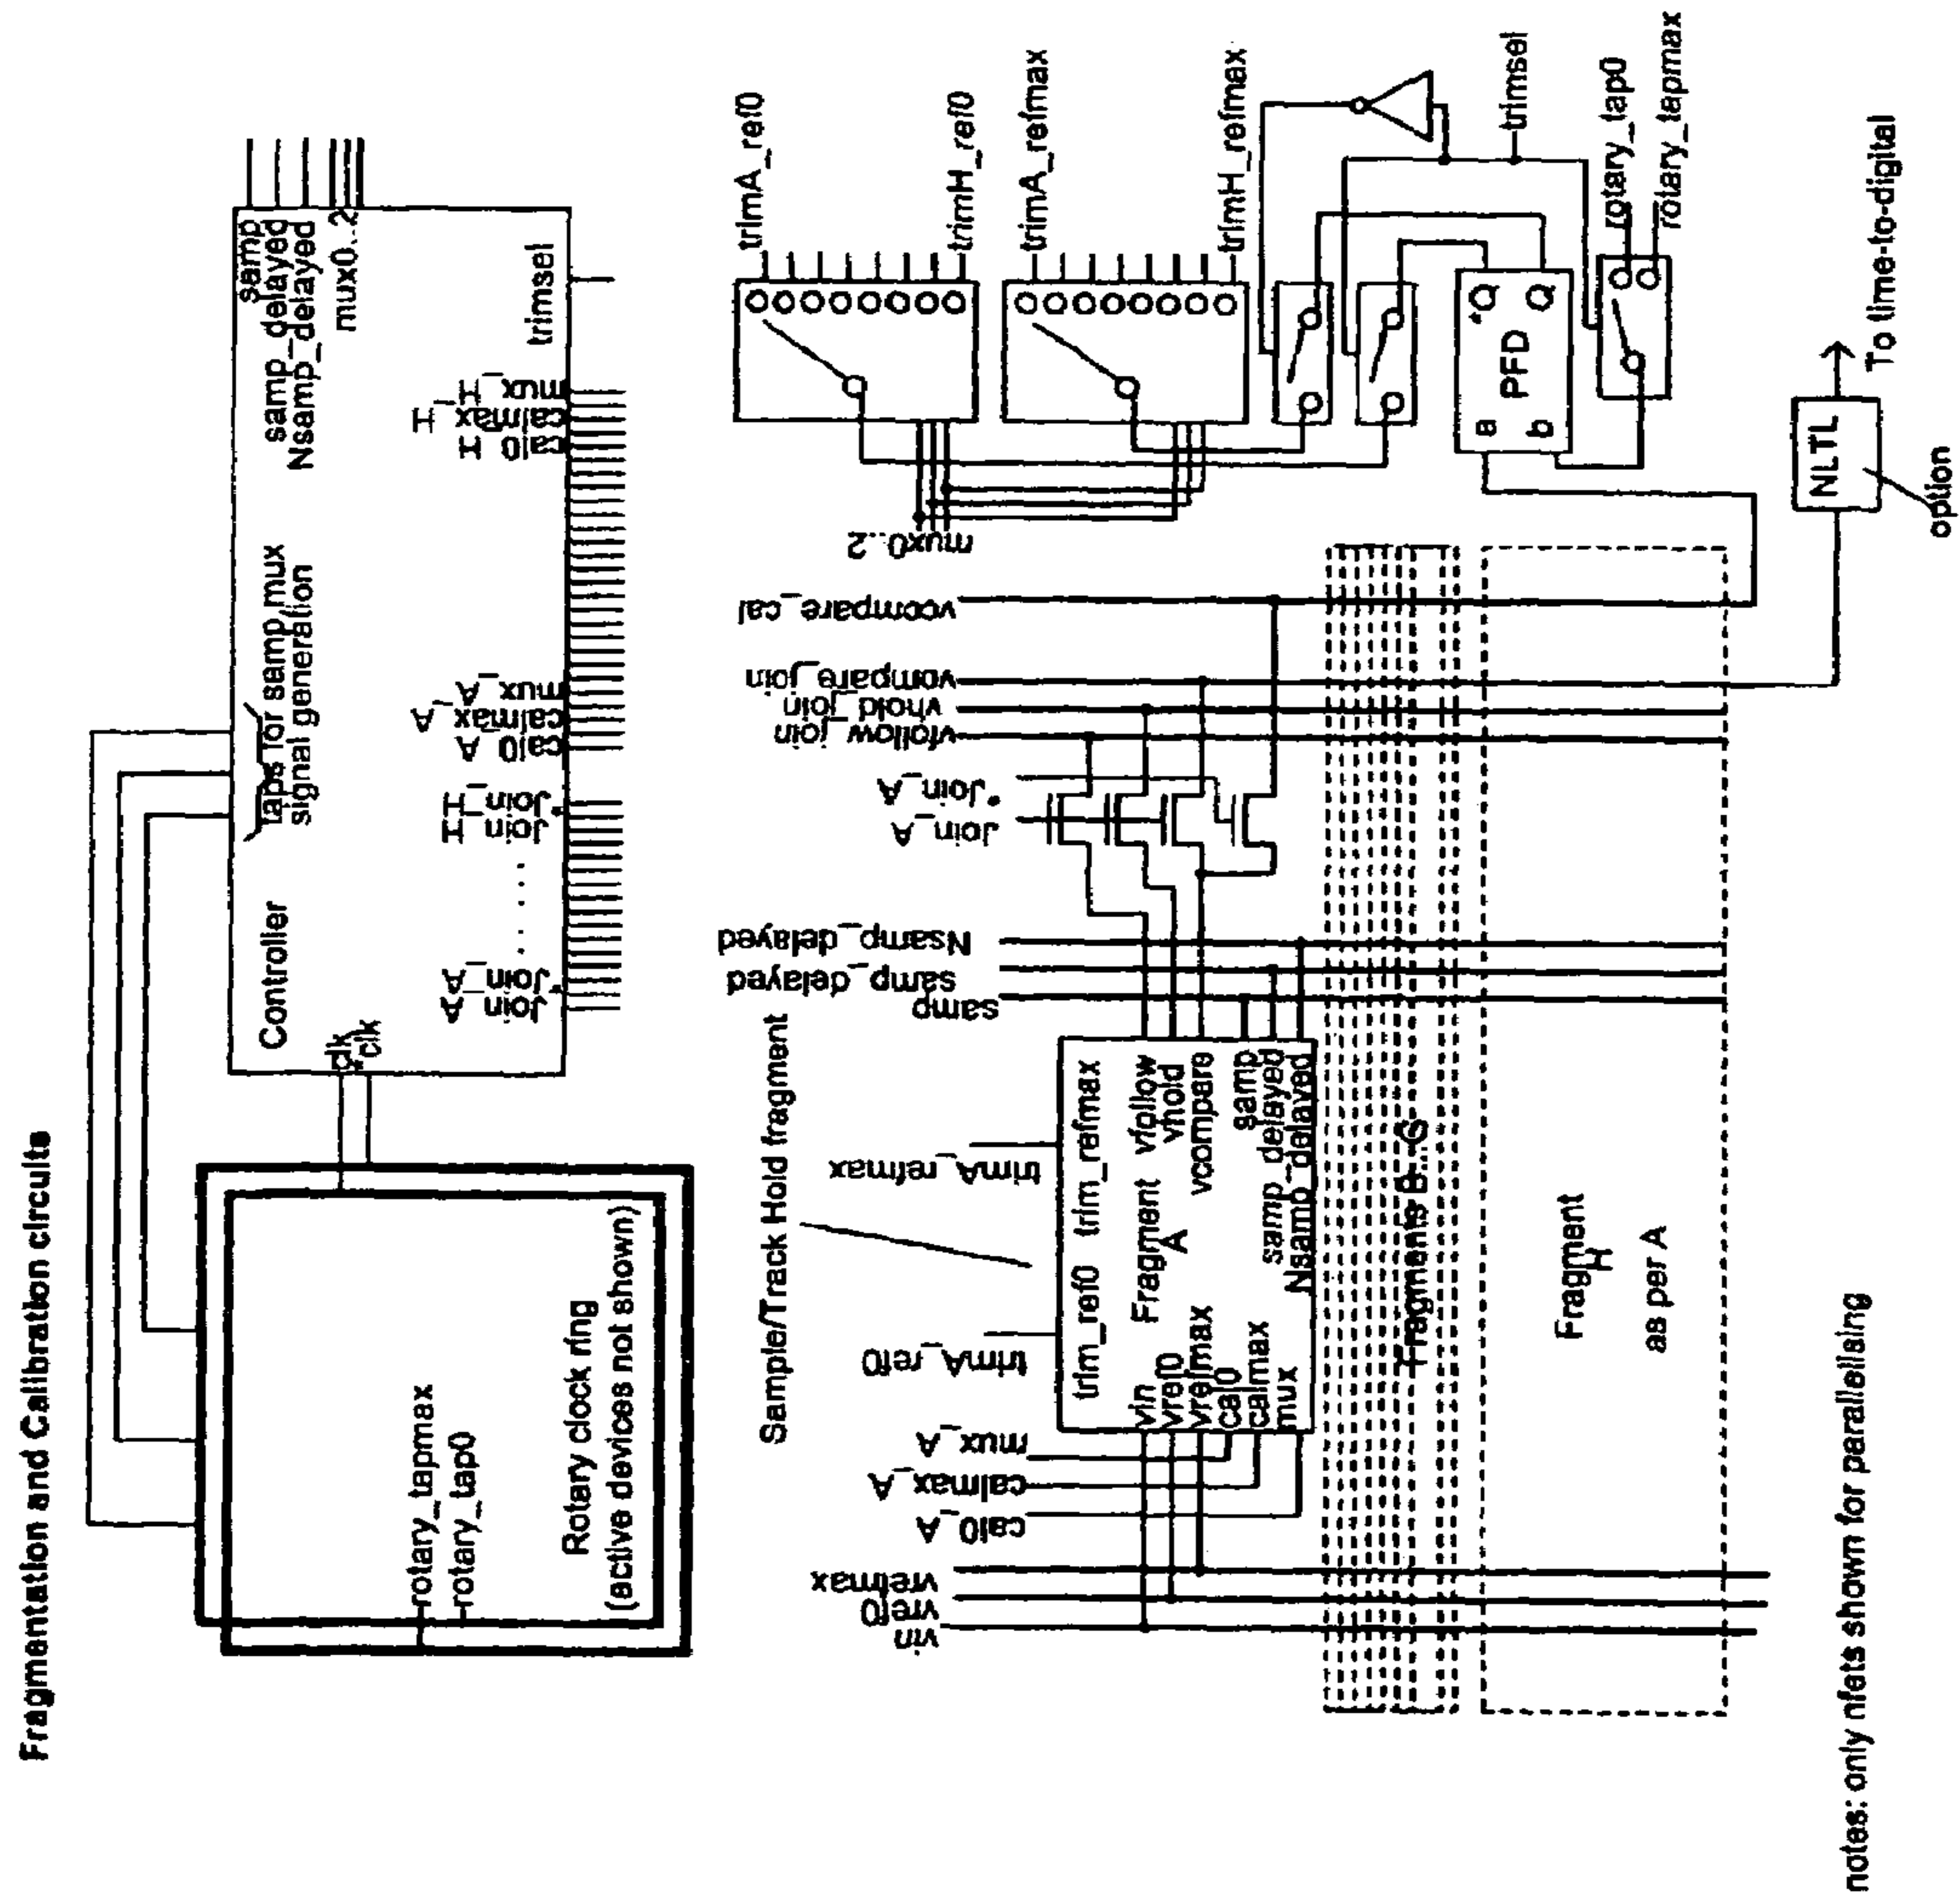 Fragmentation and Calibration circuits
rotary_tapmax
rotary_tap0
Rotary clock ring
(active devices not shown)
Controller
clk
*clk
taps for samp,mux
signal generation
samp
samp_delayed
Nsamp_delayed
mux0..2
trimsel
Join_A
*Join_A
. . . . .
Join_H
*Join_H
cal0_A
calmax_A
mux_A
cal0_H
calmax_H
mux_H
Sample/Track Hold fragment
vin
vref0
vrefmax
cal0_A
calmax_A
mux_A
trimA_ref0
trimA_refmax
trim_ref0 trim_refmax
vin
vref0
vrefmax
cal0
calmax
mux
Fragment
A
vfollow
vhold
vcompare
samp
samp_delayed
Nsamp_delayed
samp
samp_delayed
Nsamp_delayed
Join_A
*Join_A
vfollow_join
vhold_join
vcompare_join
vcompare_cal
mux0..2
trimA_ref0
trimH_ref0
trimA_refmax
trimH_refmax
a
b
PFD
*Q
Q
trimsel
rotary_tap0
rotary_tapmax
Fragments B...G
Fragment
H
as per A
NLTL
option
To time-to-digital
notes: only nfets shown for parallelising